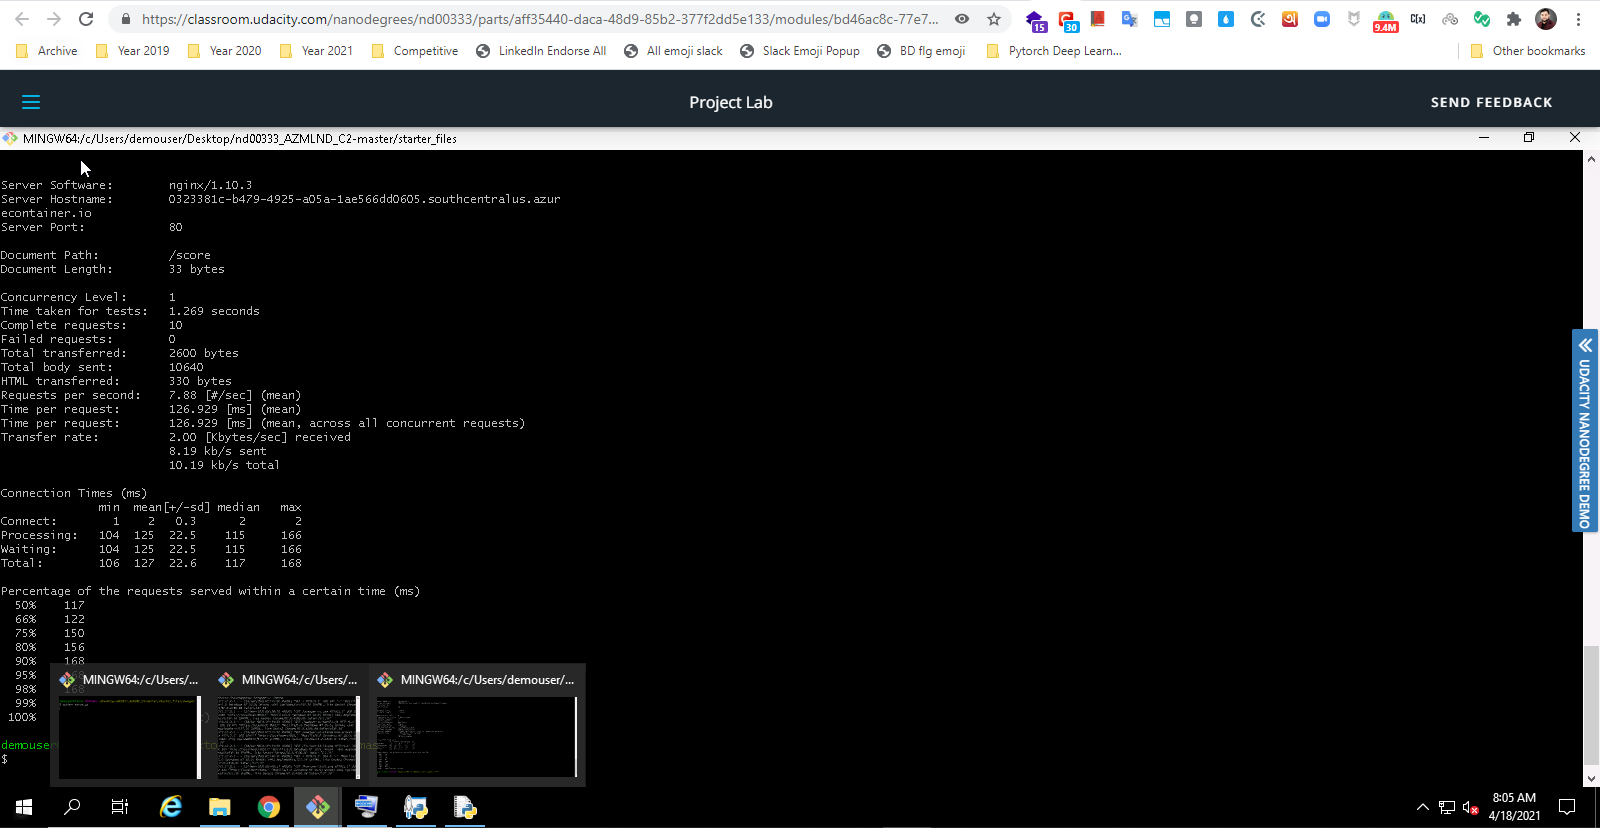 https://classroom.udacity.com/nanodegrees/nd00333/parts/aff35440-daca-48d9-85b2-377f2dd5e133/modules/bd46ac8c-77e7...
15
30
9.4M
Archive
Year 2019
Year 2020
Year 2021
Competitive
LinkedIn Endorse All
All emoji slack
Slack Emoji Popup
BD flg emoji
Pytorch Deep Learn...
Other bookmarks
Project Lab
SEND FEEDBACK
MINGW64:/c/Users/demouser/Desktop/nd00333_AZMLND_C2-master/starter_files
Server Software: nginx/1.10.3
Server Hostname: 0323381c-b479-4925-a05a-1ae566dd0605.southcentralus.azur
econtainer.io
Server Port: 80
Document Path: /score
Document Length: 33 bytes
Concurrency Level: 1
Time taken for tests: 1.269 seconds
Complete requests: 10
Failed requests: 0
Total transferred: 2600 bytes
Total body sent: 10640
HTML transferred: 330 bytes
Requests per second: 7.88 [#/sec] (mean)
Time per request: 126.929 [ms] (mean)
Time per request: 126.929 [ms] (mean, across all concurrent requests)
Transfer rate: 2.00 [Kbytes/sec] received
8.19 kb/s sent
10.19 kb/s total
Connection Times (ms)
min mean[+/-sd] median max
Connect: 1 2 0.3 2 2
Processing: 104 125 22.5 115 166
Waiting: 104 125 22.5 115 166
Total: 106 127 22.6 117 168
Percentage of the requests served within a certain time (ms)
50% 117
66% 122
75% 150
80% 156
90% 168
95% 168
98% 168
99%
100%
demouser
$
MINGW64:/c/Users/...
MINGW64:/c/Users/...
MINGW64:/c/Users/demouser/...
UDACITY NANODEGREE DEMO
8:05 AM
4/18/2021